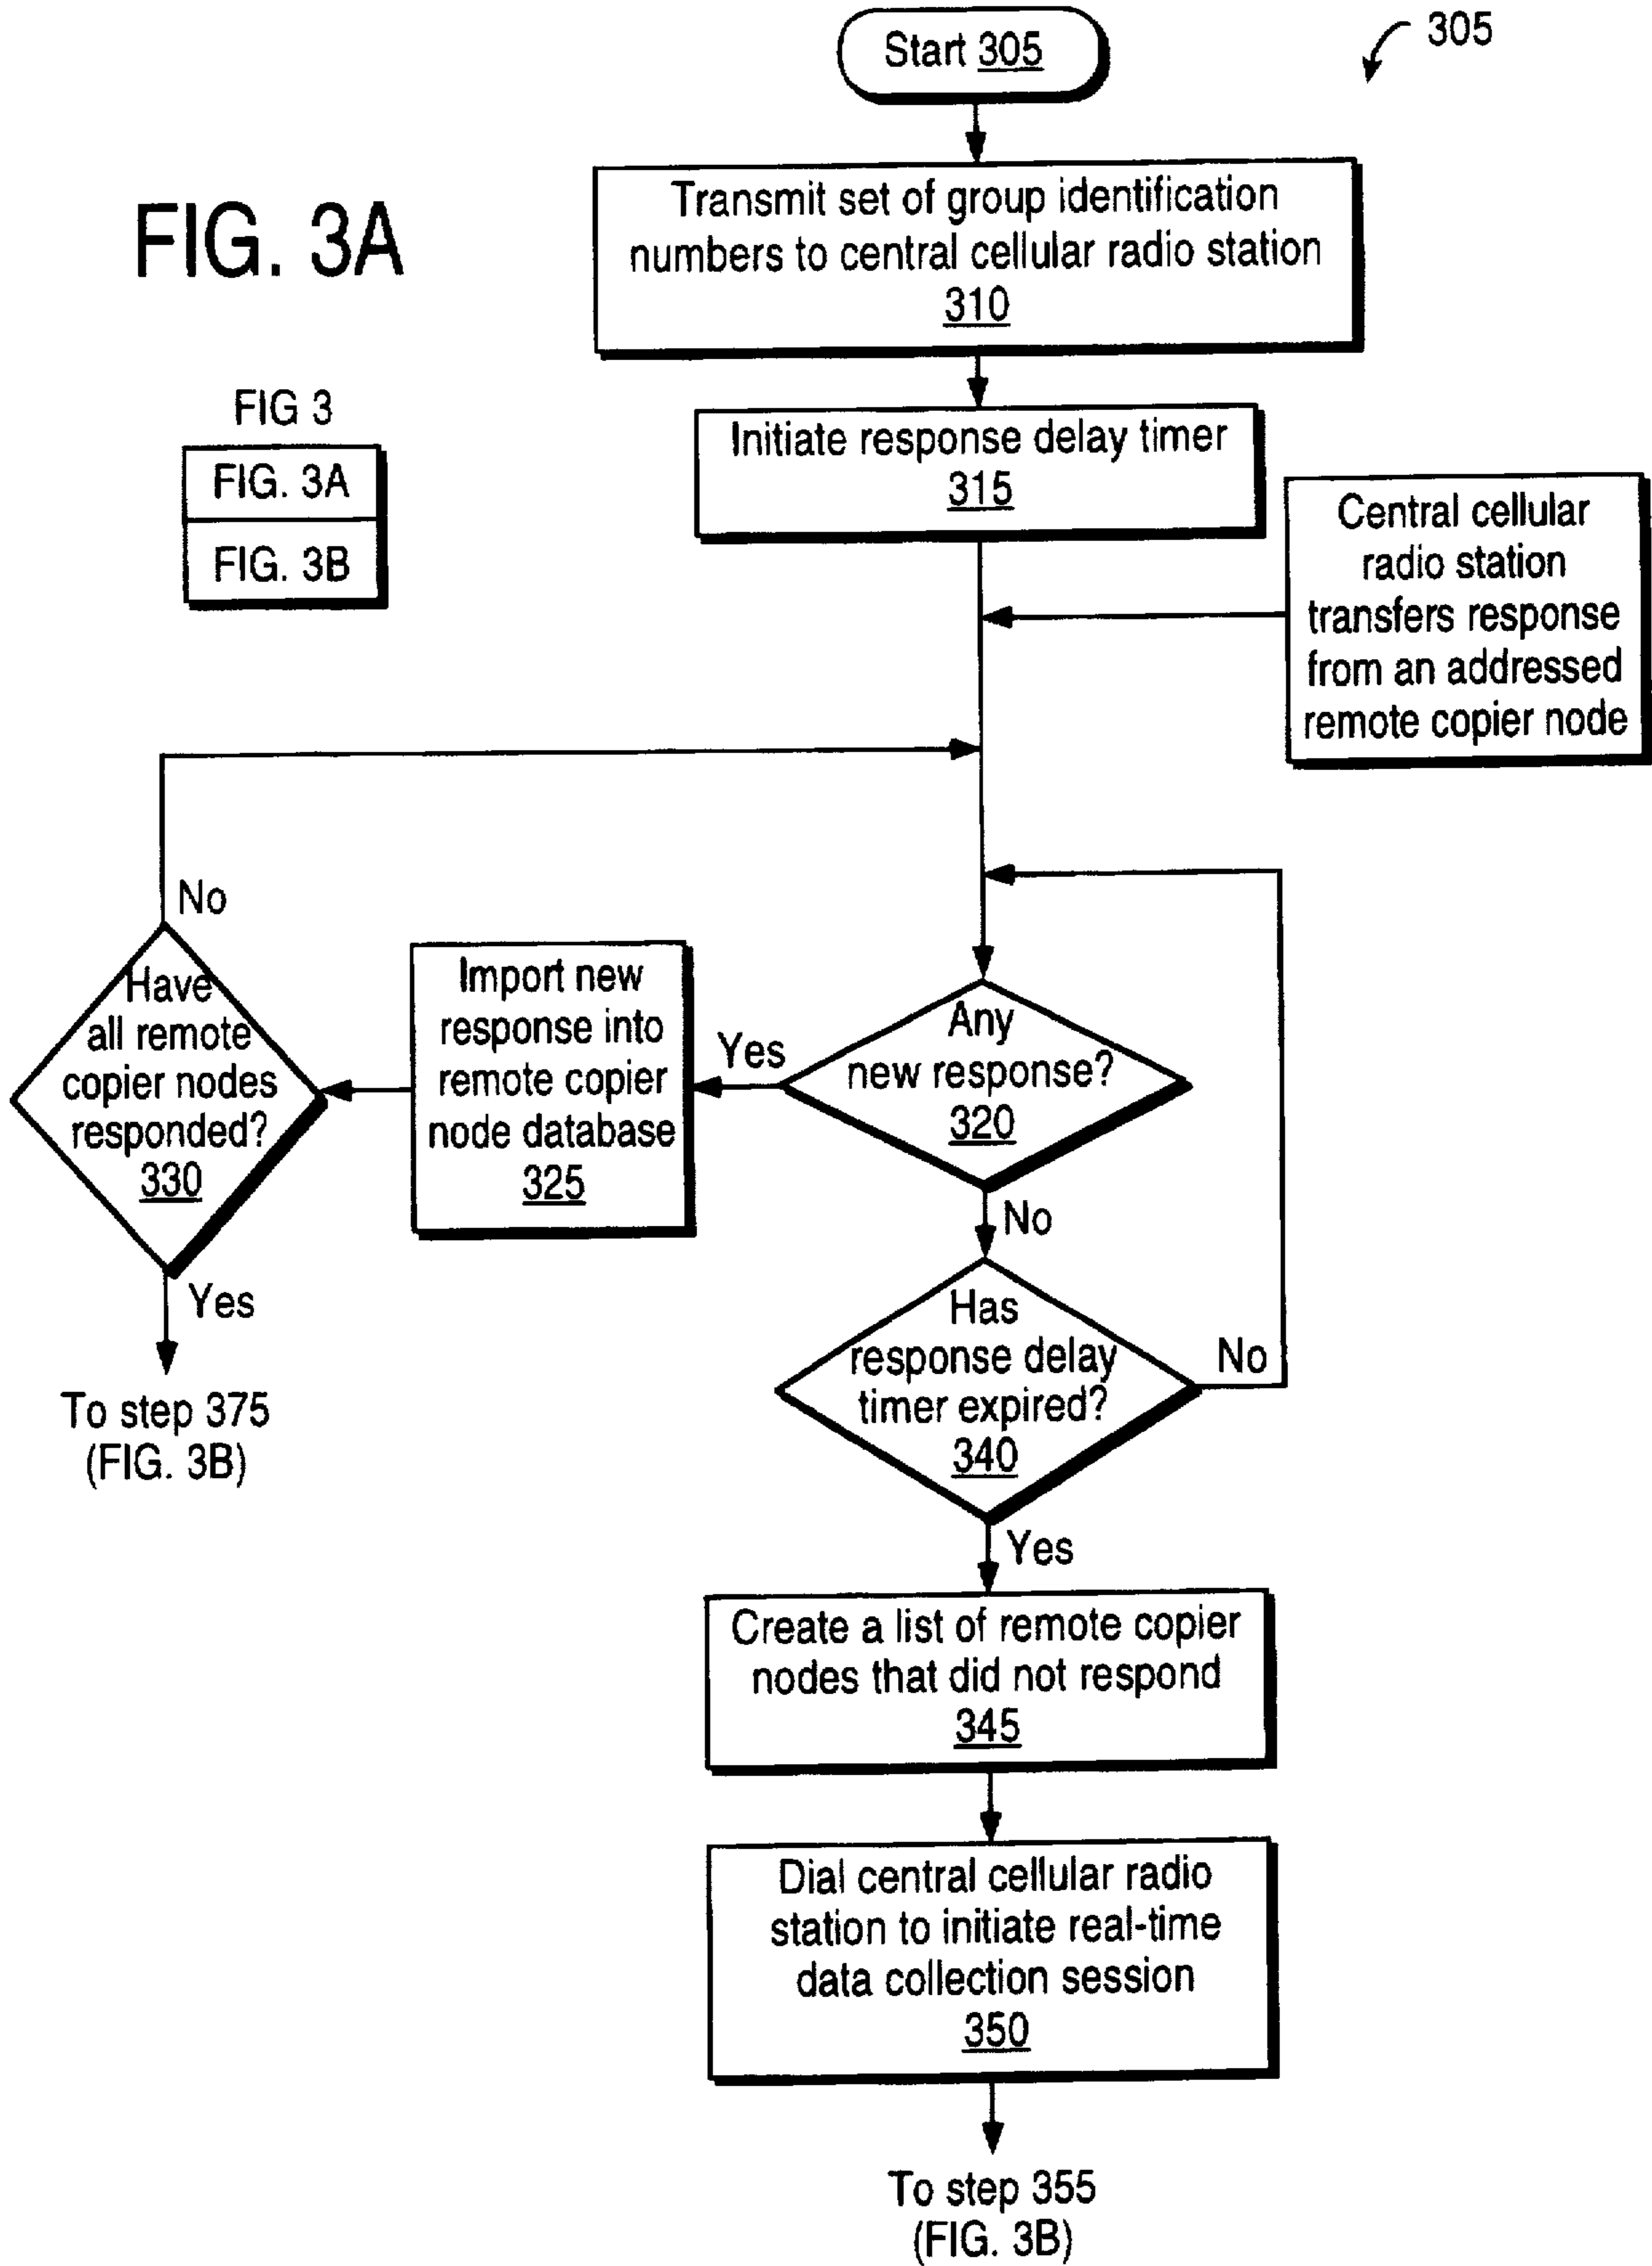 Start 305
305
FIG. 3A
Transmit set of group identification
numbers to central cellular radio station
310
FIG 3
FIG. 3A
FIG. 3B
Initiate response delay timer
315
Central cellular
radio station
transfers response
from an addressed
remote copier node
No
Have
all remote
copier nodes
responded?
330
Yes
To step 375
(FIG. 3B)
Import new
response into
remote copier
node database
325
Yes
Any
new response?
320
No
Has
response delay
timer expired?
340
No
Yes
Create a list of remote copier
nodes that did not respond
345
Dial central cellular radio
station to initiate real-time
data collection session
350
To step 355
(FIG. 3B)